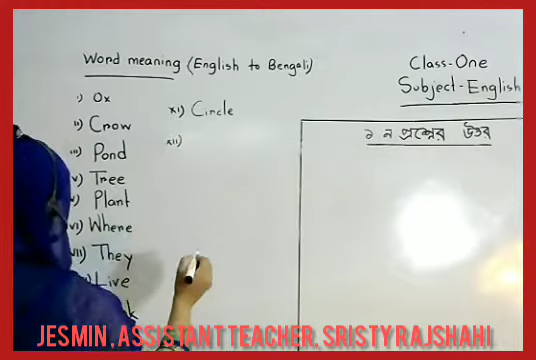 Word meaning (English to Bengali)
i) Ox
ii) Crow
iii) Pond
v) Tree
v) Plant
vi) Where
vii) They
Live
xi) Circle
xii)
Class-One
Subject-English
১ ন প্রশ্নের উত্তর
JESMIN, ASSISTANT TEACHER, SRISTY RAJSHAHI